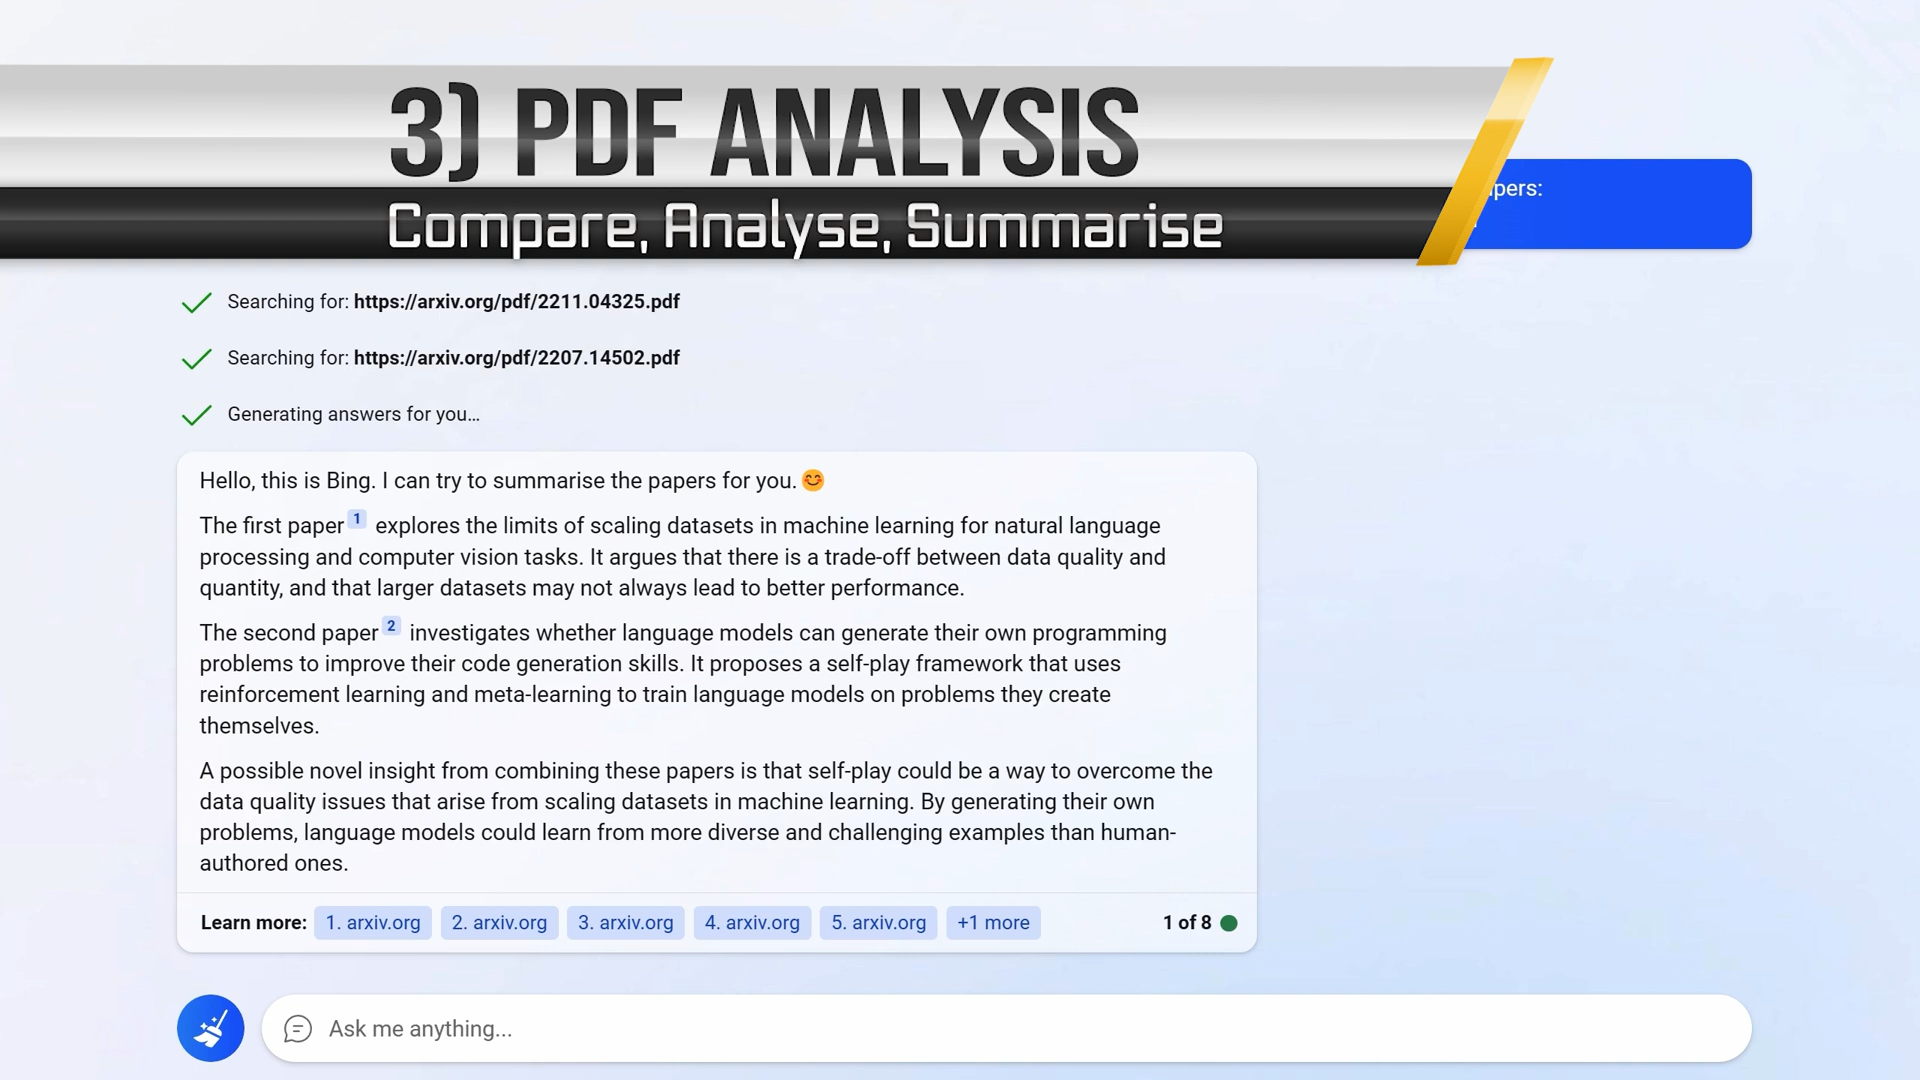 3) PDF ANALYSIS
Compare, Analyse, Summarise
Searching for: https://arxiv.org/pdf/2211.04325.pdf
Searching for: https://arxiv.org/pdf/2207.14502.pdf
Generating answers for you...
Hello, this is Bing. I can try to summarise the papers for you. 😊
The first paper 1 explores the limits of scaling datasets in machine learning for natural language
processing and computer vision tasks. It argues that there is a trade-off between data quality and
quantity, and that larger datasets may not always lead to better performance.
The second paper 2 investigates whether language models can generate their own programming
problems to improve their code generation skills. It proposes a self-play framework that uses
reinforcement learning and meta-learning to train language models on problems they create
themselves.
A possible novel insight from combining these papers is that self-play could be a way to overcome the
data quality issues that arise from scaling datasets in machine learning. By generating their own
problems, language models could learn from more diverse and challenging examples than human-
authored ones.
Learn more: 1. arxiv.org 2. arxiv.org 3. arxiv.org 4. arxiv.org 5. arxiv.org +1 more 1 of 8
Ask me anything...